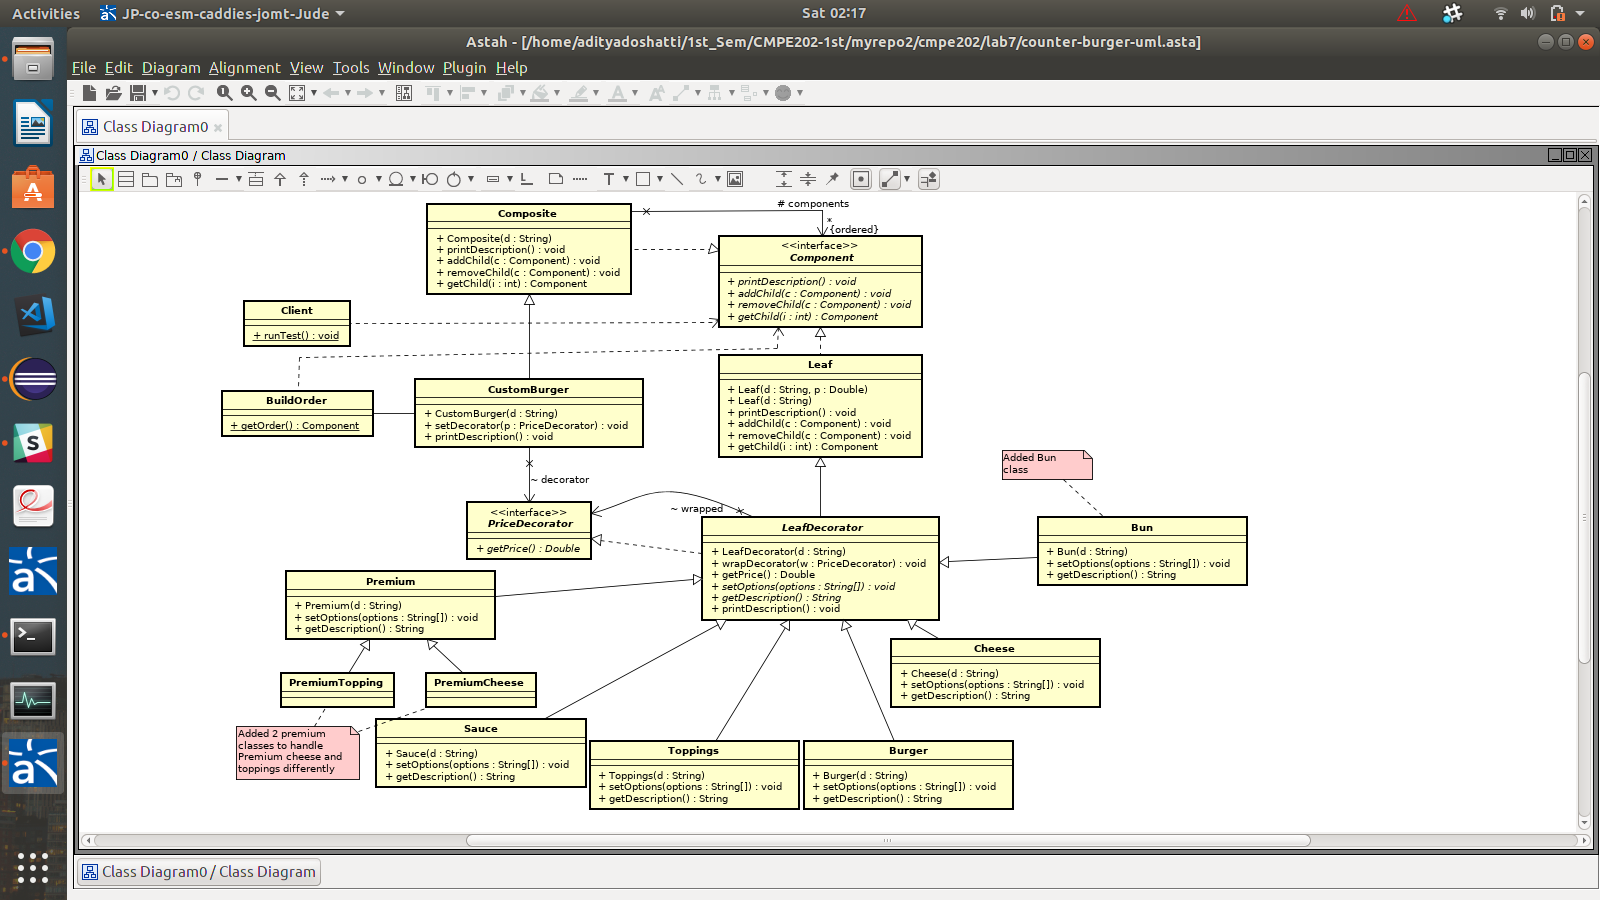 Activities JP-co-esm-caddies-jomt-Jude Sat 02:17
Astah - [/home/adityadoshatti/1st_Sem/CMPE202-1st/myrepo2/cmpe202/lab7/counter-burger-uml.asta]
File Edit Diagram Alignment View Tools Window Plugin Help
Class Diagram0
Class Diagram0 / Class Diagram
Composite
+ Composite(d : String)
+ printDescription() : void
+ addChild(c : Component) : void
+ removeChild(c : Component) : void
+ getChild(i : int) : Component
# components
*
{ordered}
<<interface>>
Component
+ printDescription() : void
+ addChild(c : Component) : void
+ removeChild(c : Component) : void
+ getChild(i : int) : Component
Client
+ runTest() : void
BuildOrder
+ getOrder() : Component
CustomBurger
+ CustomBurger(d : String)
+ setDecorator(p : PriceDecorator) : void
+ printDescription() : void
Leaf
+ Leaf(d : String, p : Double)
+ Leaf(d : String)
+ printDescription() : void
+ addChild(c : Component) : void
+ removeChild(c : Component) : void
+ getChild(i : int) : Component
Added Bun
class
~ decorator
<<interface>>
PriceDecorator
+ getPrice() : Double
~ wrapped
LeafDecorator
+ LeafDecorator(d : String)
+ wrapDecorator(w : PriceDecorator) : void
+ getPrice() : Double
+ setOptions(options : String[]) : void
+ getDescription() : String
+ printDescription() : void
Bun
+ Bun(d : String)
+ setOptions(options : String[]) : void
+ getDescription() : String
Premium
+ Premium(d : String)
+ setOptions(options : String[]) : void
+ getDescription() : String
Cheese
+ Cheese(d : String)
+ setOptions(options : String[]) : void
+ getDescription() : String
PremiumTopping
PremiumCheese
Added 2 premium
classes to handle
Premium cheese and
toppings differently
Sauce
+ Sauce(d : String)
+ setOptions(options : String[]) : void
+ getDescription() : String
Toppings
+ Toppings(d : String)
+ setOptions(options : String[]) : void
+ getDescription() : String
Burger
+ Burger(d : String)
+ setOptions(options : String[]) : void
+ getDescription() : String
Class Diagram0 / Class Diagram